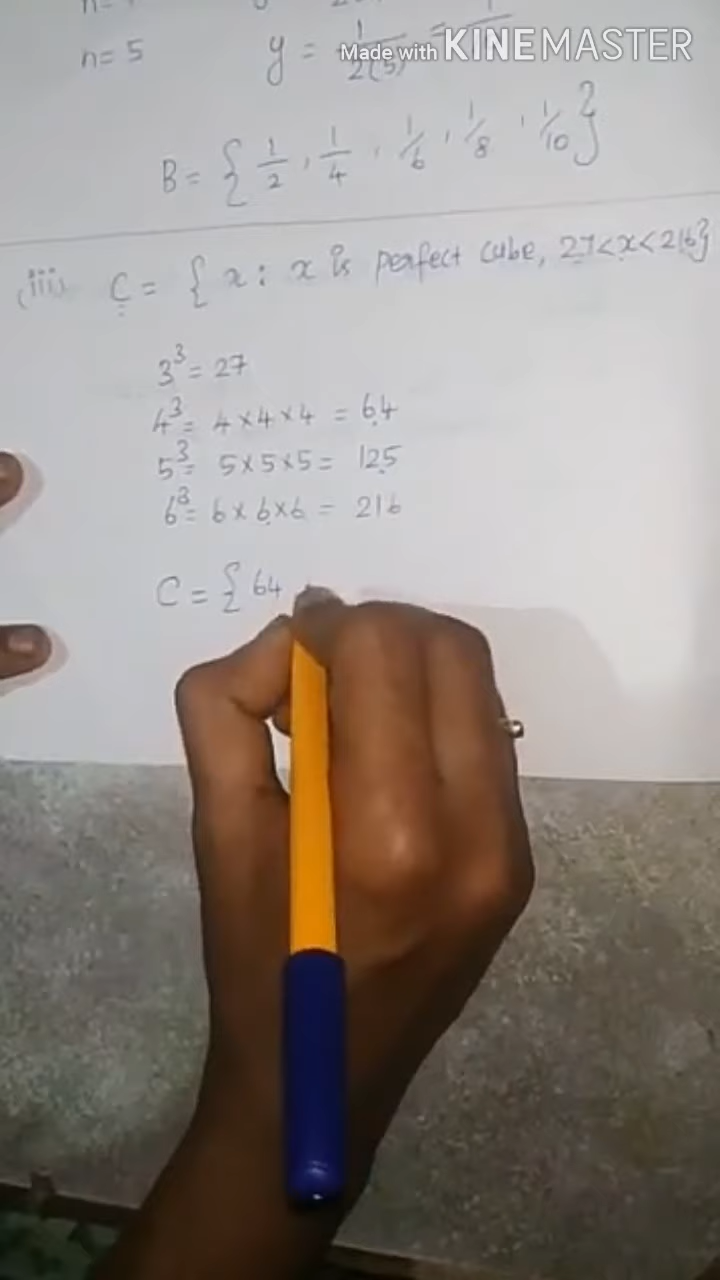 n= 5 y = 1/2(5) =
Made with KINEMASTER
B = { 1/2 , 1/4 , 1/6 , 1/8 , 1/10 }
(iii) C = { x : x is perfect cube, 27 < x < 216}
3³ = 27
4³ = 4 × 4 × 4 = 64
5³ = 5 × 5 × 5 = 125
6³ = 6 × 6 × 6 = 216
C = { 64